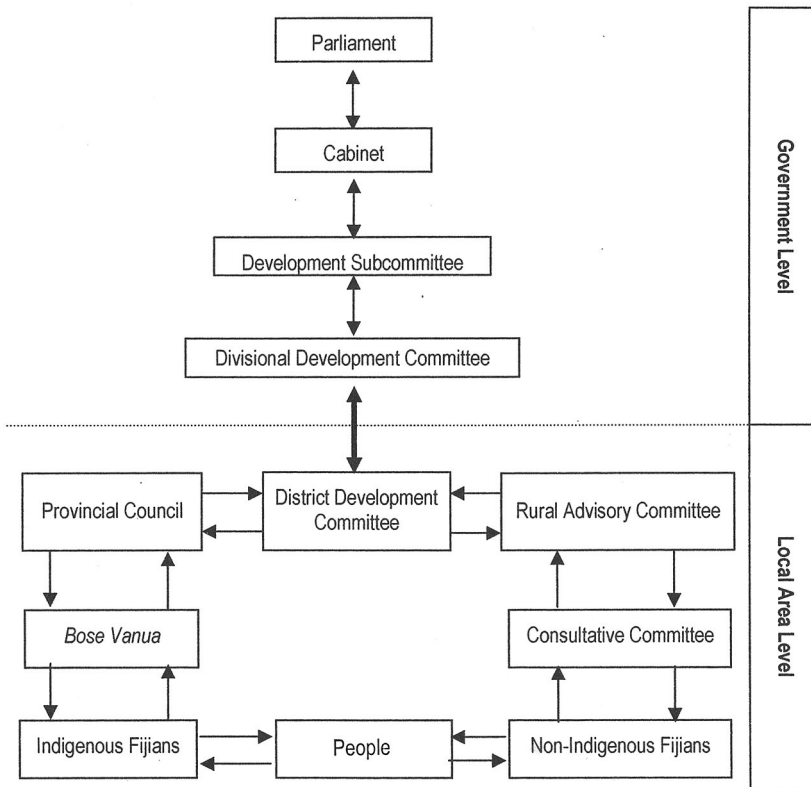 Parliament
Cabinet
Development Subcommittee
Divisional Development Committee
Government Level
Provincial Council
District Development
Committee
Rural Advisory Committee
Bose Vanua
Consultative Committee
Indigenous Fijians
People
Non-Indigenous Fijians
Local Area Level